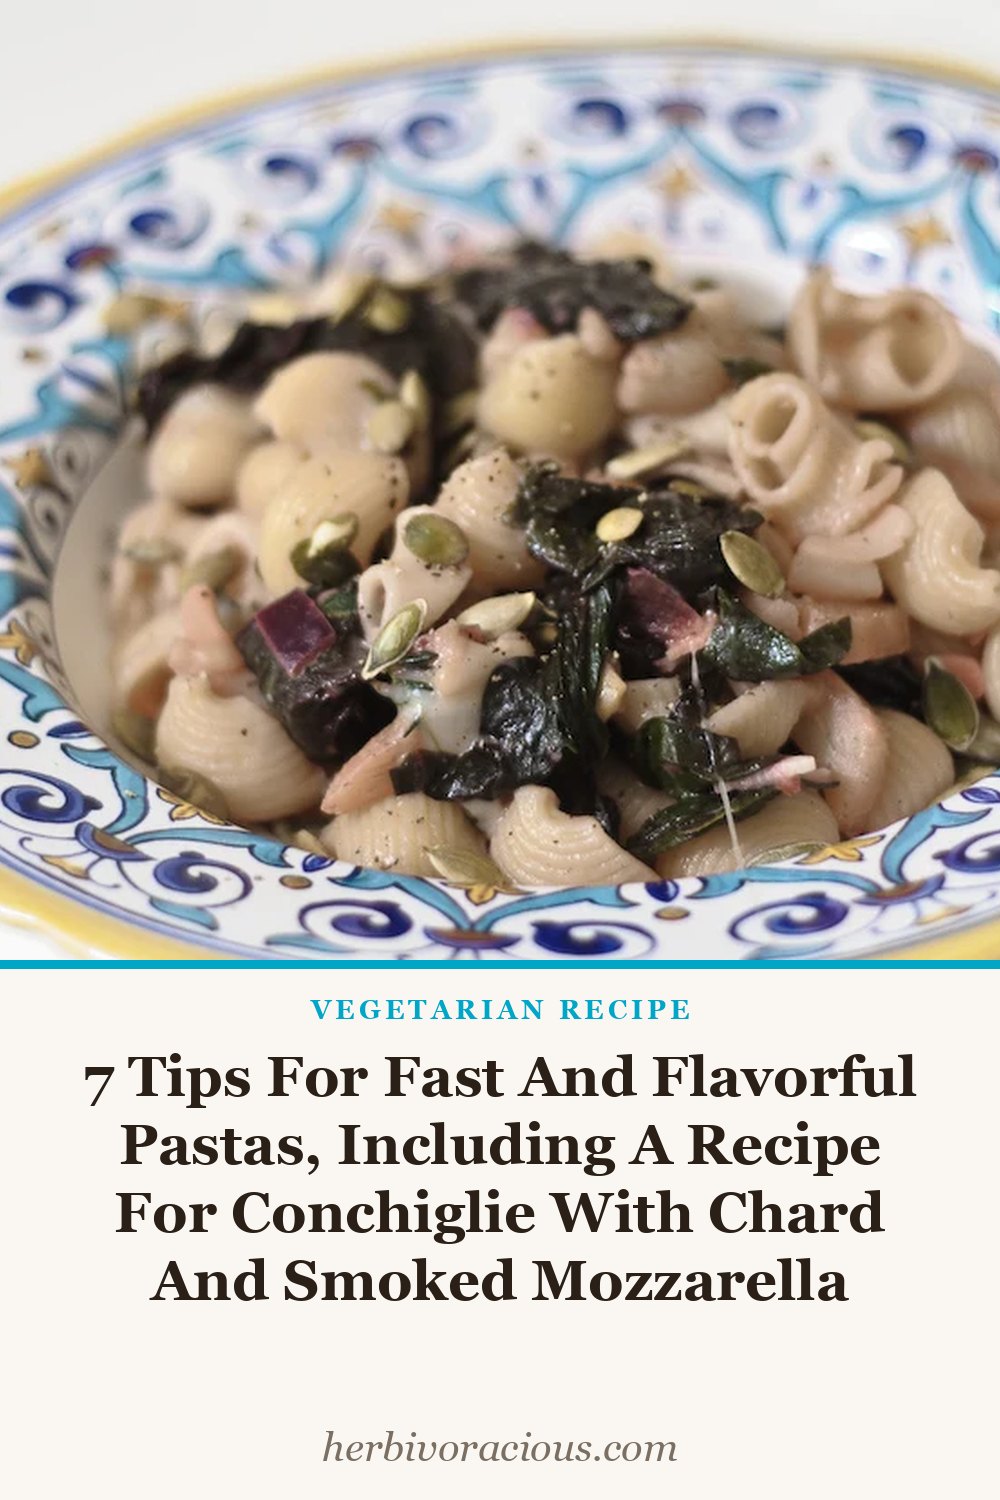 VEGETARIAN RECIPE
7 Tips For Fast And Flavorful
Pastas, Including A Recipe
For Conchiglie With Chard
And Smoked Mozzarella
herbivoracious.com